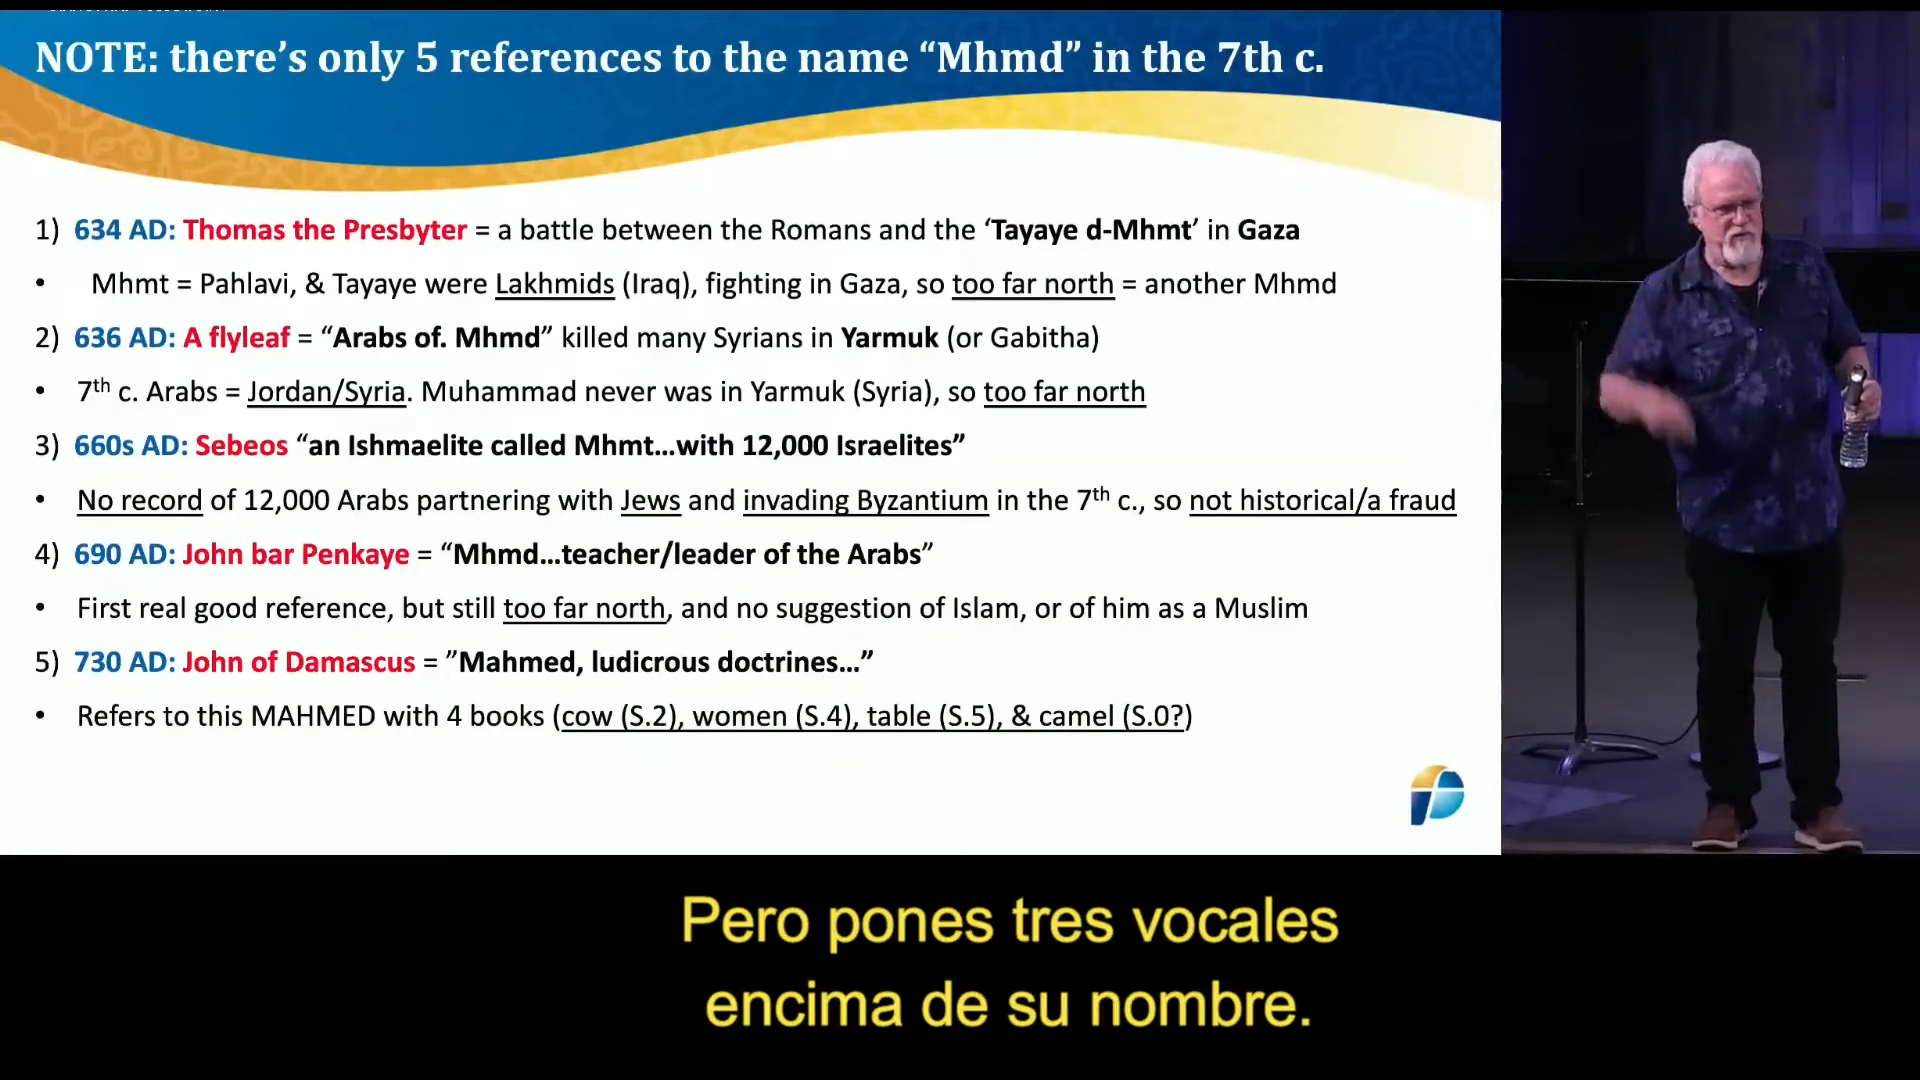 NOTE: there's only 5 references to the name “Mhmd” in the 7th c.
1) 634 AD: Thomas the Presbyter = a battle between the Romans and the ‘Tayaye d-Mhmt’ in Gaza
• Mhmt = Pahlavi, & Tayaye were Lakhmids (Iraq), fighting in Gaza, so too far north = another Mhmd
2) 636 AD: A flyleaf = “Arabs of. Mhmd” killed many Syrians in Yarmuk (or Gabitha)
• 7th c. Arabs = Jordan/Syria. Muhammad never was in Yarmuk (Syria), so too far north
3) 660s AD: Sebeos “an Ishmaelite called Mhmt...with 12,000 Israelites”
• No record of 12,000 Arabs partnering with Jews and invading Byzantium in the 7th c., so not historical/a fraud
4) 690 AD: John bar Penkaye = “Mhmd...teacher/leader of the Arabs”
• First real good reference, but still too far north, and no suggestion of Islam, or of him as a Muslim
5) 730 AD: John of Damascus = ”Mahmed, ludicrous doctrines...”
• Refers to this MAHMED with 4 books (cow (S.2), women (S.4), table (S.5), & camel (S.0?)
Pero pones tres vocales
encima de su nombre.